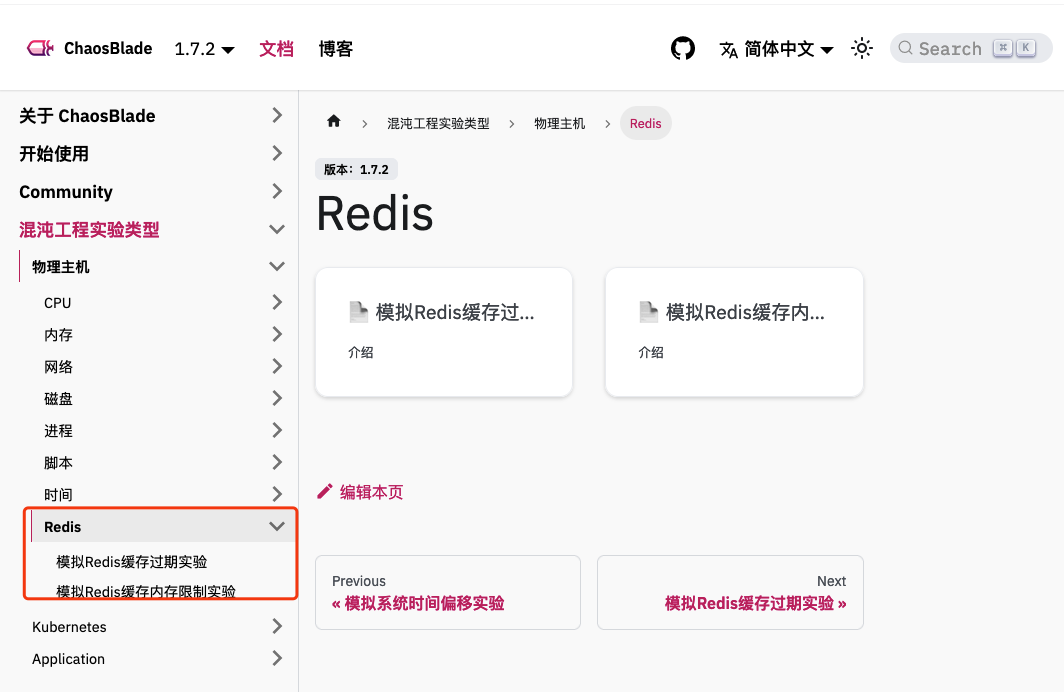 ChaosBlade 1.7.2 文档 博客 简体中文 Search ⌘ K
关于 ChaosBlade
开始使用
Community
混沌工程实验类型
物理主机
CPU
内存
网络
磁盘
进程
脚本
时间
Redis
模拟Redis缓存过期实验
模拟Redis缓存内存限制实验
Kubernetes
Application
混沌工程实验类型 物理主机 Redis
版本：1.7.2
Redis
模拟Redis缓存过...
介绍
模拟Redis缓存内...
介绍
编辑本页
Previous
« 模拟系统时间偏移实验
Next
模拟Redis缓存过期实验 »